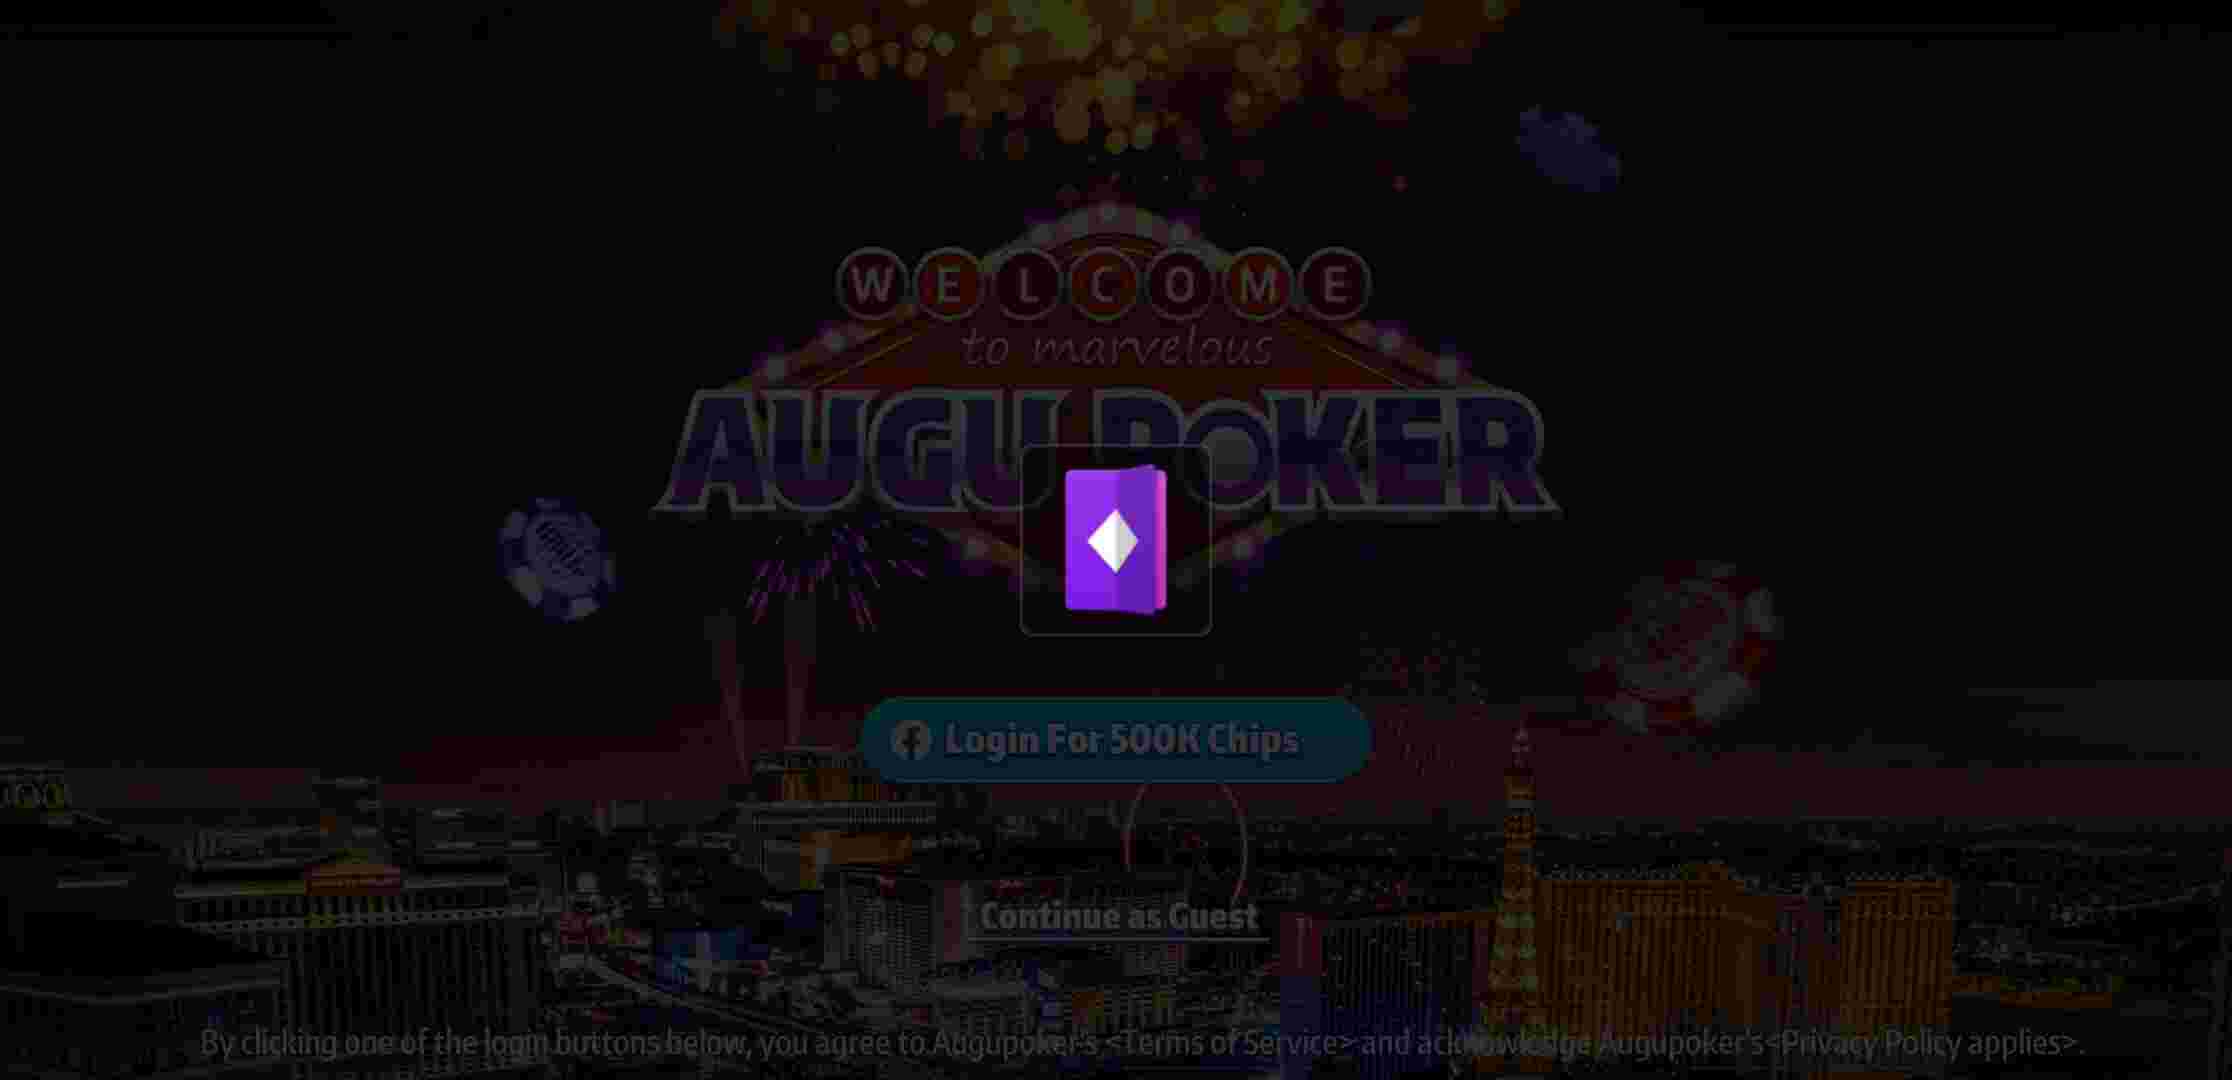 WELCOME
to marvelous
AUGU POKER
Login For 500K Chips
Continue as Guest
By clicking one of the login buttons below, you agree to Augupoker's <Terms of Service> and acknowledge Augupoker's<Privacy Policy applies>.